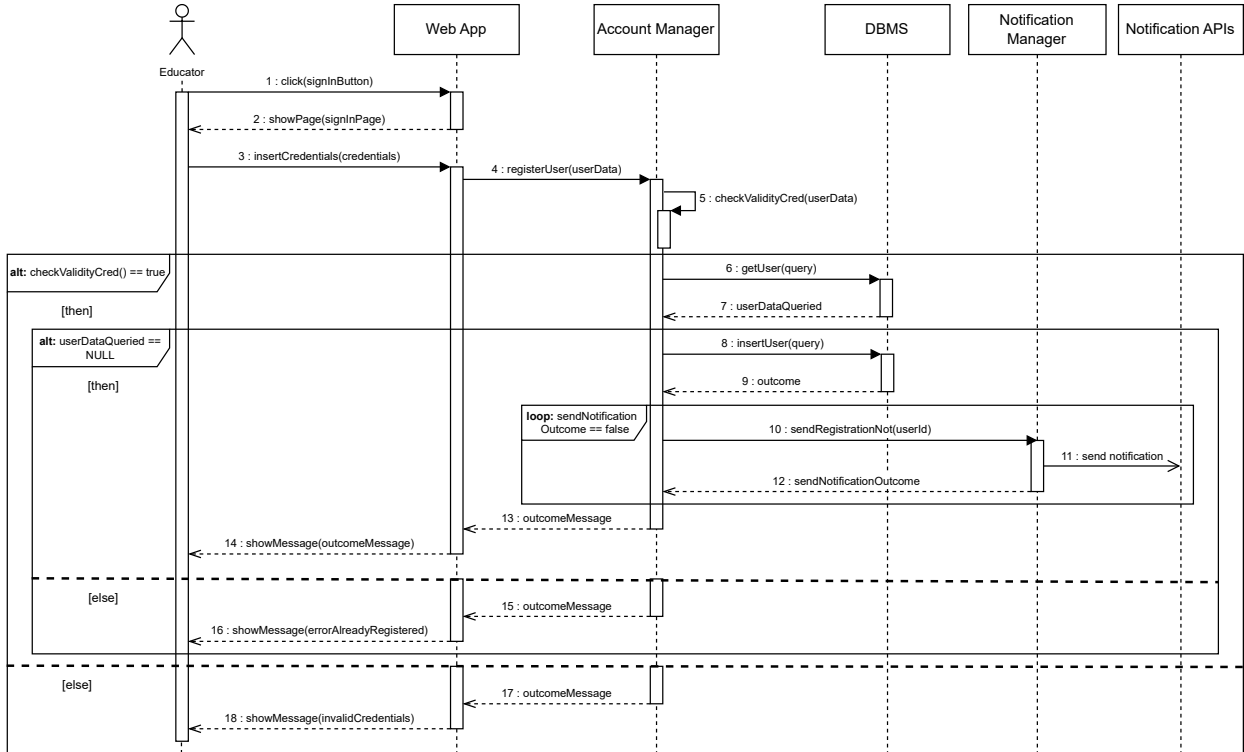 Web App
Account Manager
DBMS
Notification
Manager
Notification APIs
Educator
1 : click(signInButton)
2 : showPage(signInPage)
3 : insertCredentials(credentials)
4 : registerUser(userData)
5 : checkValidityCred(userData)
alt: checkValidityCred() == true
[then]
6 : getUser(query)
7 : userDataQueried
alt: userDataQueried ==
NULL
[then]
8 : insertUser(query)
9 : outcome
loop: sendNotification
Outcome == false
10 : sendRegistrationNot(userId)
11 : send notification
12 : sendNotificationOutcome
13 : outcomeMessage
14 : showMessage(outcomeMessage)
[else]
15 : outcomeMessage
16 : showMessage(errorAlreadyRegistered)
[else]
17 : outcomeMessage
18 : showMessage(invalidCredentials)